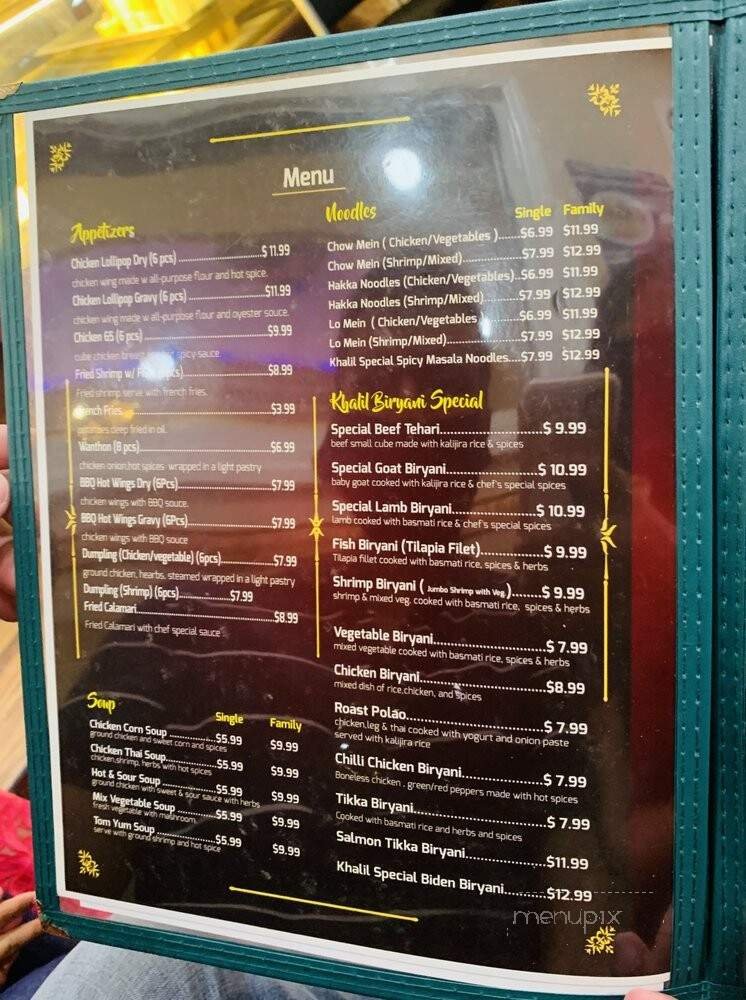 Menu
Appetizers
Chicken Lollipop Dry (6 pcs) ............ $ 11.99
chicken wing made w all-purpose flour and hot spice.
Chicken Lollipop Gravy (6 pcs) ............ $11.99
chicken wing made w all-purpose flour and oyester souce.
Chicken 65 (6 pcs) ............ $9.99
cube chicken breast spicy sauce.
Fried Shrimp w/ ............ $8.99
Fried shrimp serve with french fries.
French Fries ............ $3.99
potatoes deep fried in oil.
Wanthon (8 pcs) ............ $6.99
chicken onion,hot spices wrapped in a light pastry
BBQ Hot Wings Dry (6Pcs) ............ $7.99
chicken wings with BBQ souce.
BBQ Hot Wings Gravy (6Pcs) ............ $7.99
chicken wings with BBQ souce
Dumpling (Chicken/vegetable) (6pcs) ............ $7.99
ground chicken, hearbs, steamed wrapped in a light pastry
Dumpling (Shrimp) (6pcs) ............ $7.99
Fried Calamari ............ $8.99
Fried Calamari with chef special sauce
Soup Single Family
Chicken Corn Soup ............ $5.99 $9.99
ground chicken and sweet corn and spices
Chicken Thai Soup ............ $5.99 $9.99
chicken,shrimp, herbs with hot spices
Hot & Sour Soup ............ $5.99 $9.99
ground chicken with sweet & sour sauce with herbs
Mix Vegetable Soup ............ $5.99 $9.99
fresh vegetable with mashroom
Tom Yum Soup ............ $5.99 $9.99
serve with ground shrimp and hot spice
Noodles Single Family
Chow Mein ( Chicken/Vegetables ) ...... $6.99 $11.99
Chow Mein (Shrimp/Mixed) ............ $7.99 $12.99
Hakka Noodles (Chicken/Vegetables) .. $6.99 $11.99
Hakka Noodles (Shrimp/Mixed) ............ $7.99 $12.99
Lo Mein ( Chicken/Vegetables ............ $6.99 $11.99
Lo Mein (Shrimp/Mixed) ............ $7.99 $12.99
Khalil Special Spicy Masala Noodles .... $7.99 $12.99
Khalil Biryani Special
Special Beef Tehari ............ $ 9.99
beef small cube made with kalijira rice & spices
Special Goat Biryani ............ $ 10.99
baby goat cooked with kalijira rice & chef's special spices
Special Lamb Biryani ............ $ 10.99
lamb cooked with basmati rice & chef's special spices
Fish Biryani (Tilapia Filet) ............ $ 9.99
Tilapia fillet cooked with basmati rice, spices & herbs
Shrimp Biryani ( Jumbo Shrimp with Veg.) ...... $ 9.99
shrimp & mixed veg. cooked with basmati rice, spices & herbs
Vegetable Biryani ............ $ 7.99
mixed vegetable cooked with basmati rice, spices & herbs
Chicken Biryani ............ $8.99
mixed dish of rice,chicken, and spices
Roast Polao ............ $ 7.99
chicken,leg & thai cooked with yogurt and onion paste
served with kalijira rice
Chilli Chicken Biryani ............ $ 7.99
Boneless chicken , green/red peppers made with hot spices
Tikka Biryani ............ $ 7.99
Cooked with basmati rice and herbs and spices
Salmon Tikka Biryani ............ $11.99
Khalil Special Biden Biryani ......... $12.99
menupix